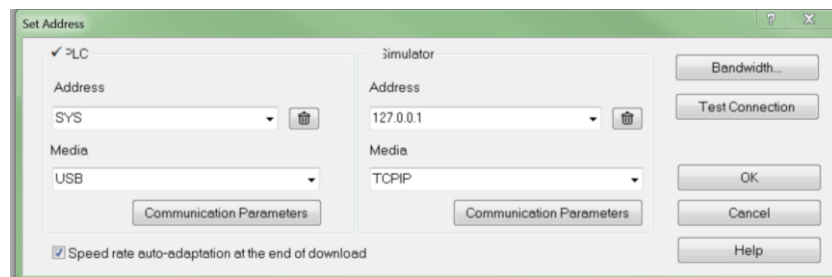 Set Address
PLC
Simulator
Bandwidth...
Address
Address
Test Connection
SYS
127.0.0.1
Media
Media
USB
TCPIP
OK
Communication Parameters
Communication Parameters
Cancel
Speed rate auto-adaptation at the end of download
Help